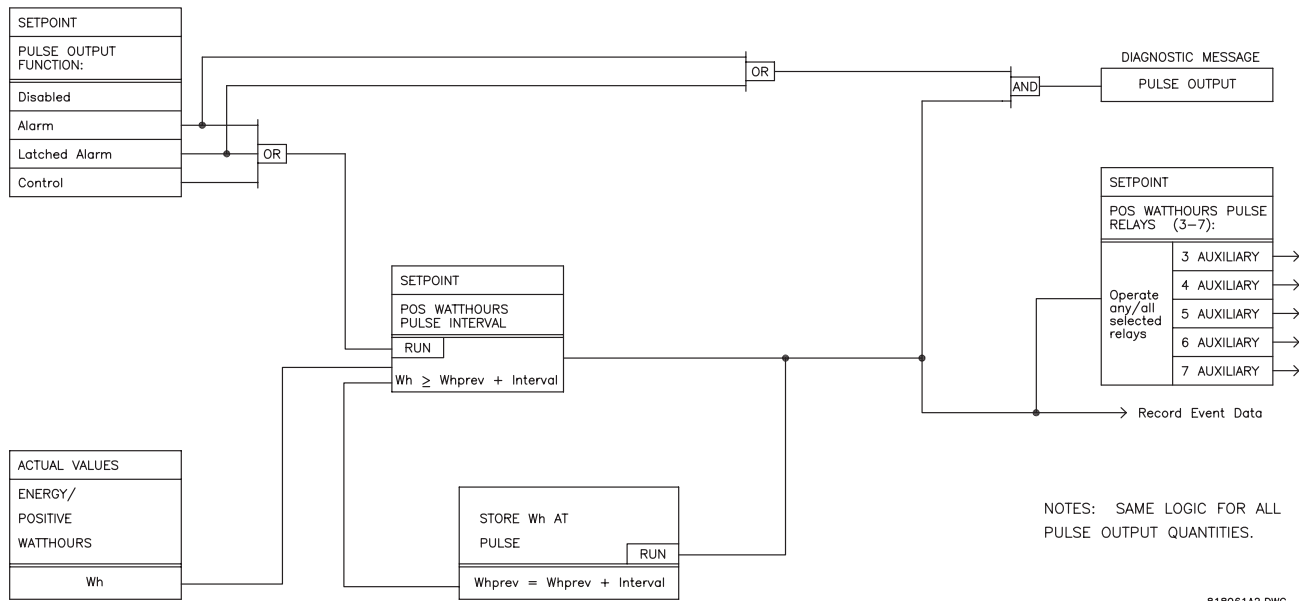 SETPOINT
PULSE OUTPUT
FUNCTION:
Disabled
Alarm
Latched Alarm
Control
OR
OR
AND
DIAGNOSTIC MESSAGE
PULSE OUTPUT
SETPOINT
POS WATTHOURS PULSE
RELAYS (3-7):
Operate
any/all
selected
relays
3 AUXILIARY
4 AUXILIARY
5 AUXILIARY
6 AUXILIARY
7 AUXILIARY
Record Event Data
SETPOINT
POS WATTHOURS
PULSE INTERVAL
RUN
Wh ≥ Whprev + Interval
ACTUAL VALUES
ENERGY/
POSITIVE
WATTHOURS
Wh
STORE Wh AT
PULSE
RUN
Whprev = Whprev + Interval
NOTES: SAME LOGIC FOR ALL
PULSE OUTPUT QUANTITIES.